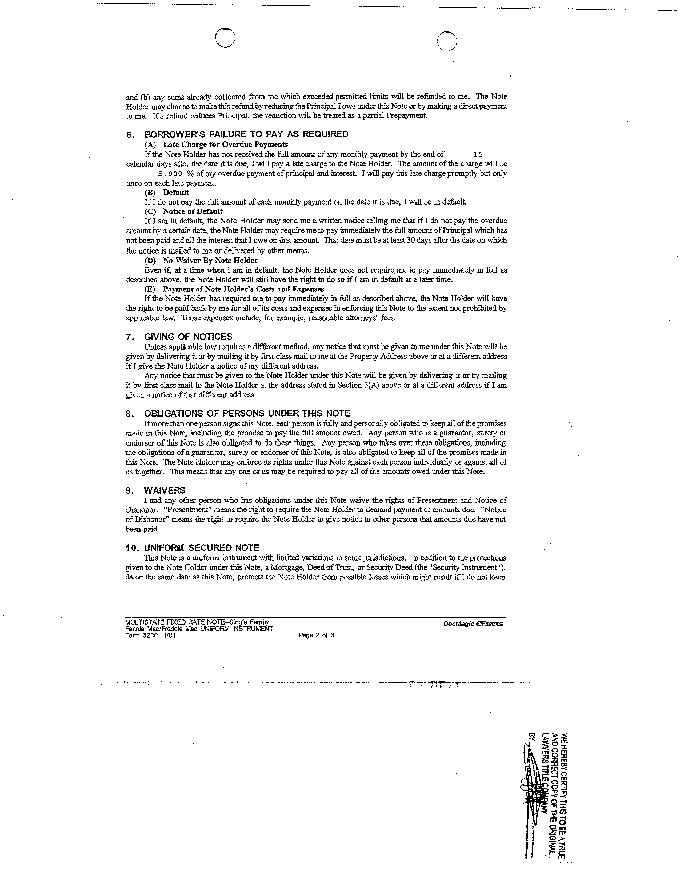 and (b) any sums already collected from me which exceeded permitted limits will be refunded to me. The Note
Holder may choose to make this refund by reducing the Principal I owe under this Note or by making a direct payment
to me. If a refund reduces Principal, the reduction will be treated as a partial Prepayment.
6. BORROWER'S FAILURE TO PAY AS REQUIRED
(A) Late Charge for Overdue Payments
If the Note Holder has not received the full amount of any monthly payment by the end of 15
calendar days after the date it is due, I will pay a late charge to the Note Holder. The amount of the charge will be
5.000 % of my overdue payment of principal and interest. I will pay this late charge promptly but only
once on each late payment.
(B) Default
If I do not pay the full amount of each monthly payment on the date it is due, I will be in default.
(C) Notice of Default
If I am in default, the Note Holder may send me a written notice telling me that if I do not pay the overdue
amount by a certain date, the Note Holder may require me to pay immediately the full amount of Principal which has
not been paid and all the interest that I owe on that amount. That date must be at least 30 days after the date on which
the notice is mailed to me or delivered by other means.
(D) No Waiver By Note Holder
Even if, at a time when I am in default, the Note Holder does not require me to pay immediately in full as
described above, the Note Holder will still have the right to do so if I am in default at a later time.
(E) Payment of Note Holder's Costs and Expenses
If the Note Holder has required me to pay immediately in full as described above, the Note Holder will have
the right to be paid back by me for all of its costs and expenses in enforcing this Note to the extent not prohibited by
applicable law. Those expenses include, for example, reasonable attorneys' fees.
7. GIVING OF NOTICES
Unless applicable law requires a different method, any notice that must be given to me under this Note will be
given by delivering it or by mailing it by first class mail to me at the Property Address above or at a different address
if I give the Note Holder a notice of my different address.
Any notice that must be given to the Note Holder under this Note will be given by delivering it or by mailing
it by first class mail to the Note Holder at the address stated in Section 3(A) above or at a different address if I am
given a notice of that different address.
8. OBLIGATIONS OF PERSONS UNDER THIS NOTE
If more than one person signs this Note, each person is fully and personally obligated to keep all of the promises
made in this Note, including the promise to pay the full amount owed. Any person who is a guarantor, surety or
endorser of this Note is also obligated to do these things. Any person who takes over these obligations, including
the obligations of a guarantor, surety or endorser of this Note, is also obligated to keep all of the promises made in
this Note. The Note Holder may enforce its rights under this Note against each person individually or against all of
us together. This means that any one of us may be required to pay all of the amounts owed under this Note.
9. WAIVERS
I and any other person who has obligations under this Note waive the rights of Presentment and Notice of
Dishonor. "Presentment" means the right to require the Note Holder to demand payment of amounts due. "Notice
of Dishonor" means the right to require the Note Holder to give notice to other persons that amounts due have not
been paid.
10. UNIFORM SECURED NOTE
This Note is a uniform instrument with limited variations in some jurisdictions. In addition to the protections
given to the Note Holder under this Note, a Mortgage, Deed of Trust, or Security Deed (the "Security Instrument"),
dated the same date as this Note, protects the Note Holder from possible losses which might result if I do not keep
MULTISTATE FIXED RATE NOTE--Single Family
Fannie Mae/Freddie Mac UNIFORM INSTRUMENT
Form 3200 1/01
Page 2 of 3
DocMagic eForms
WE HEREBY CERTIFY THIS TO BE A TRUE
AND CORRECT COPY OF THE ORIGINAL
LAWYERS TITLE COMPANY
BY